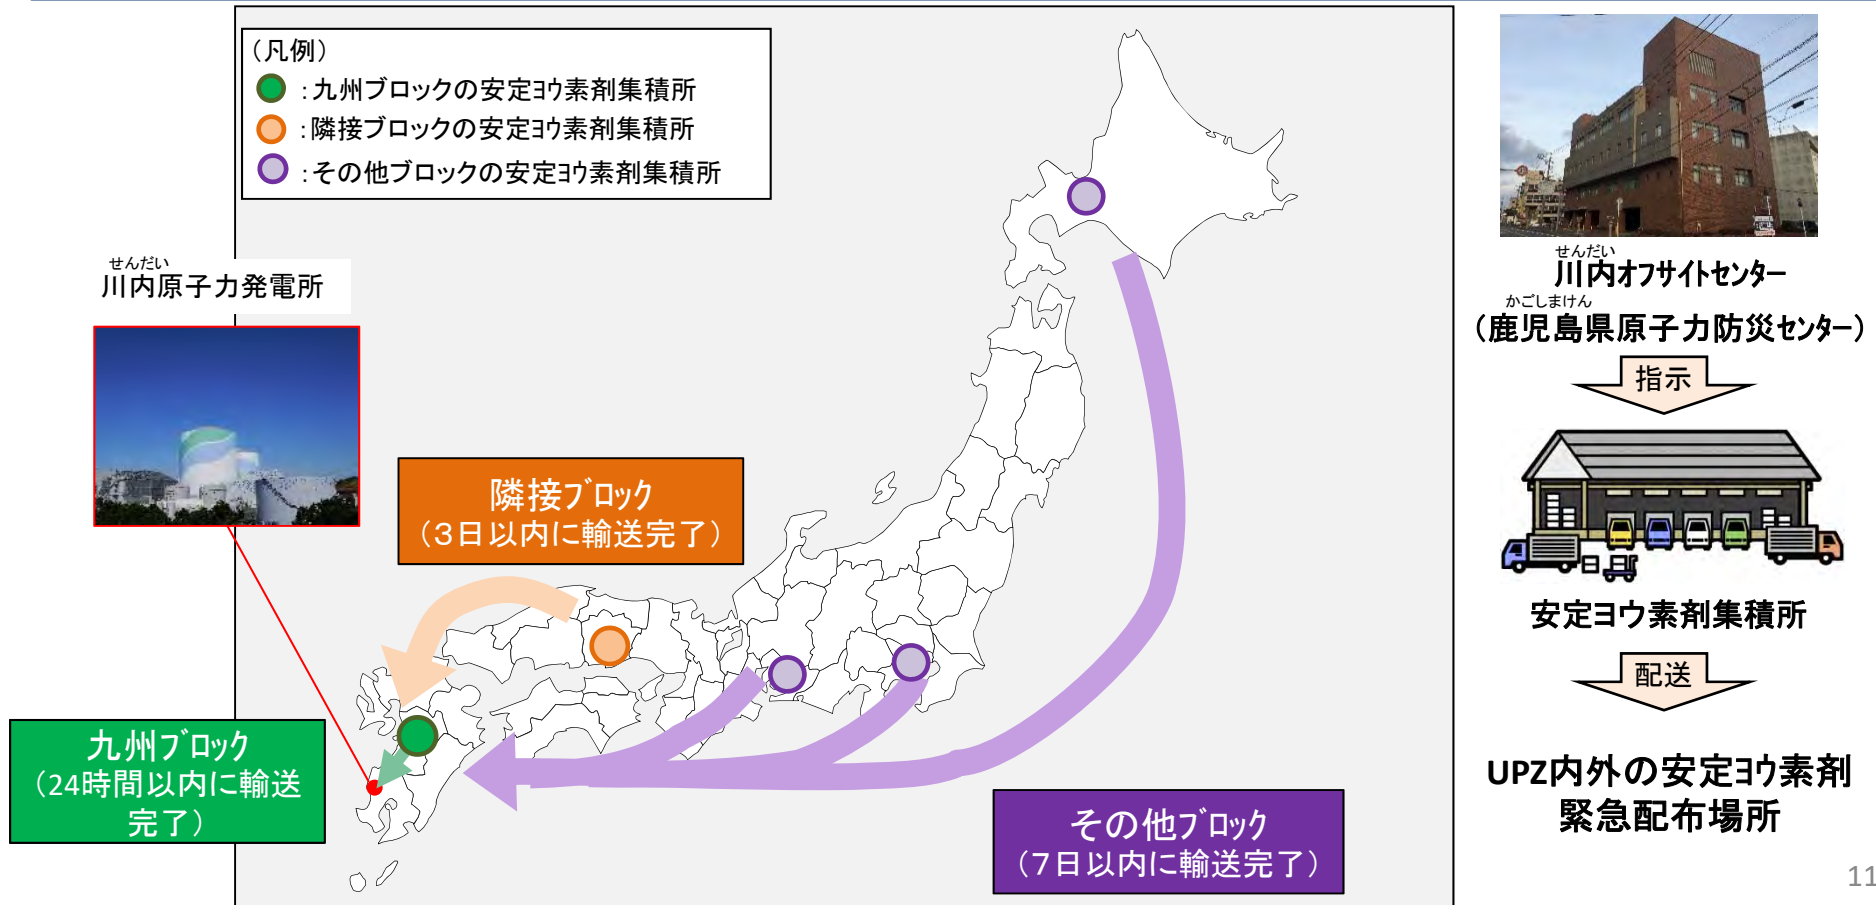 （凡例）
：九州ブロックの安定ﾖｳ素剤集積所
：隣接ブロックの安定ヨウ素剤集積所
：その他ブロックの安定ﾖｳ素剤集積所
せんだい
川内原子力発電所
隣接ﾌﾞﾛｯｸ
（３日以内に輸送完了）
九州ﾌﾞﾛｯｸ
（24時間以内に輸送
完了）
その他ﾌﾞﾛｯｸ
（７日以内に輸送完了）
せんだい
川内ｵﾌｻｲﾄｾﾝﾀｰ
かごしまけん
（鹿児島県原子力防災ｾﾝﾀｰ）
指示
安定ヨウ素剤集積所
配送
UPZ内外の安定ﾖｳ素剤
緊急配布場所
11